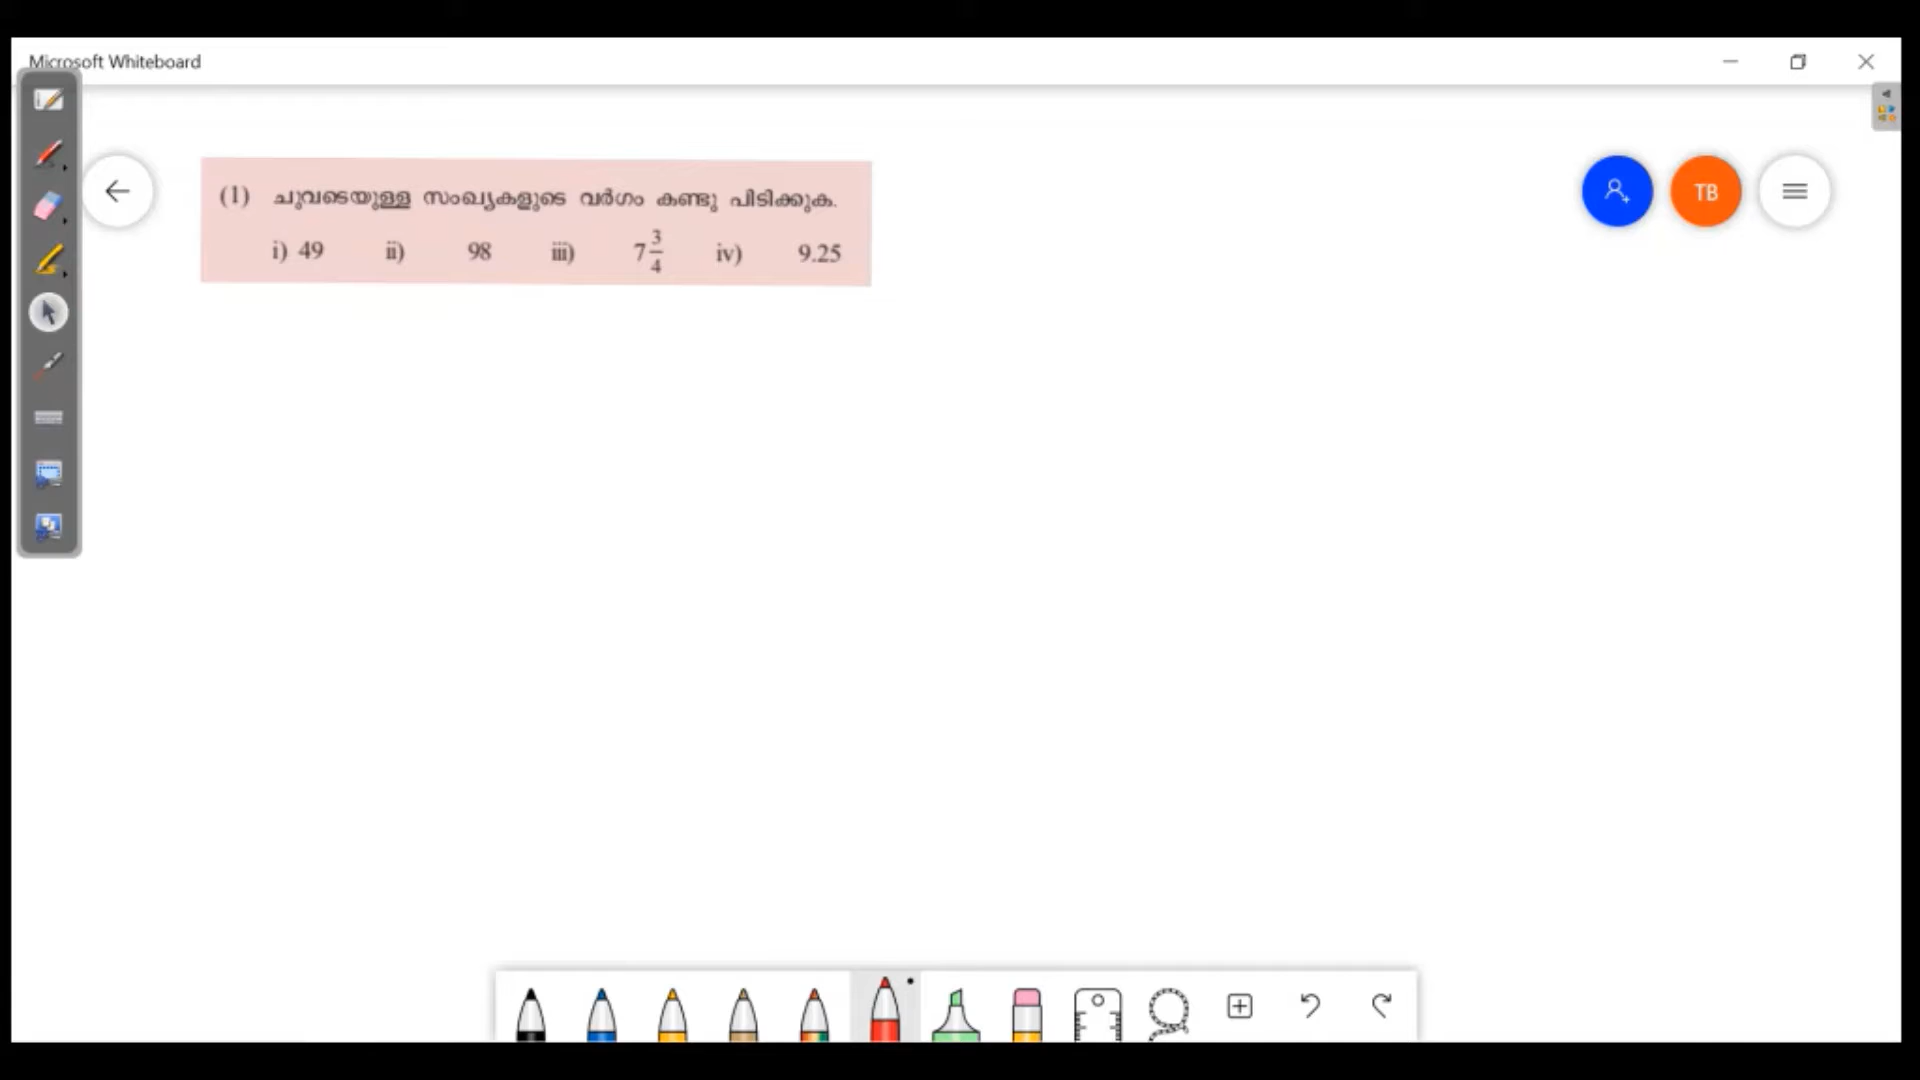 Microsoft Whiteboard
TB
(1) ചുവടെയുള്ള സംഖ്യകളുടെ വർഗം കണ്ടു പിടിക്കുക.
i) 49 ii) 98 iii) 7 3/4 iv) 9.25